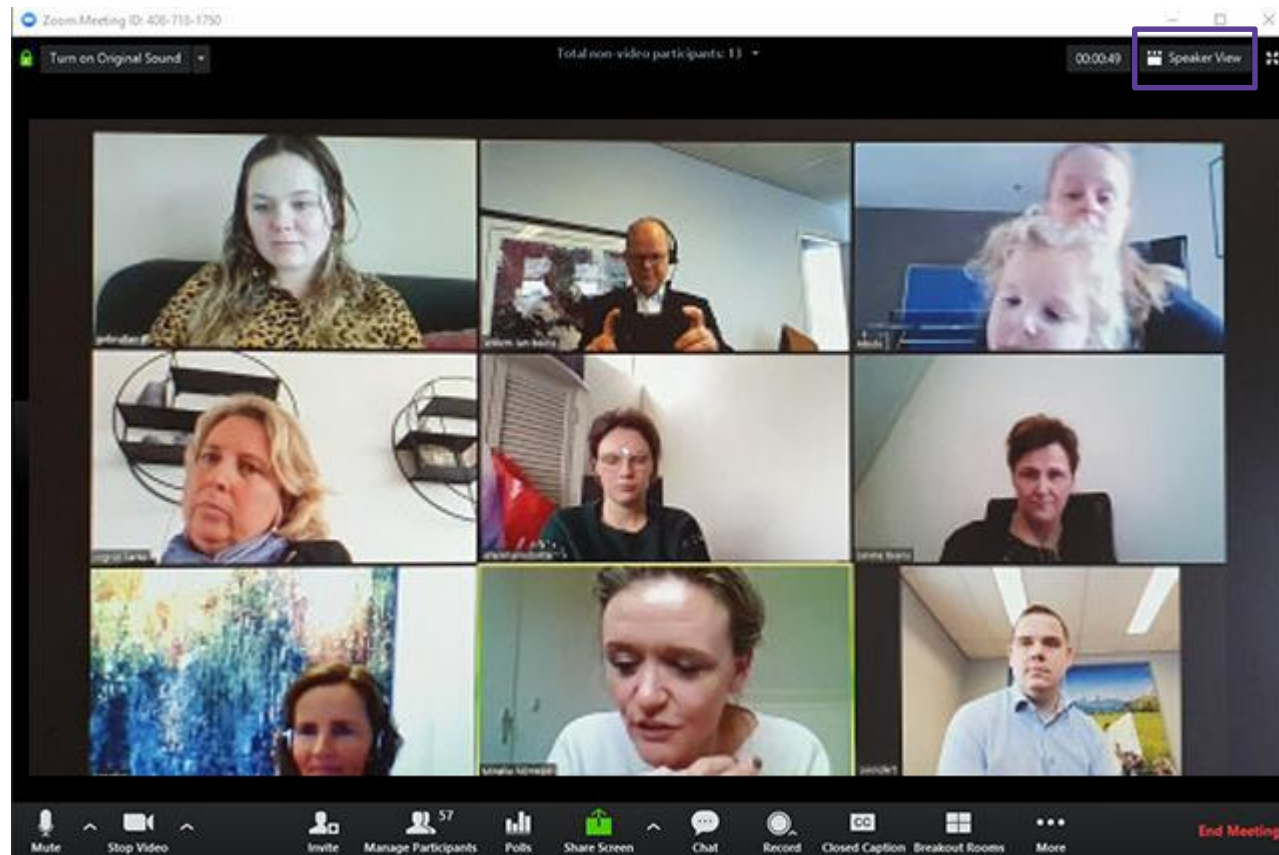 Zoom Meeting ID: 408-718-1750
Turn on Original Sound
Total non-video participants: 13
00:00:49
Speaker View
57
Mute
Stop Video
Invite
Manage Participants
Polls
Share Screen
Chat
Record
CC
Closed Caption
Breakout Rooms
More
End Meeting